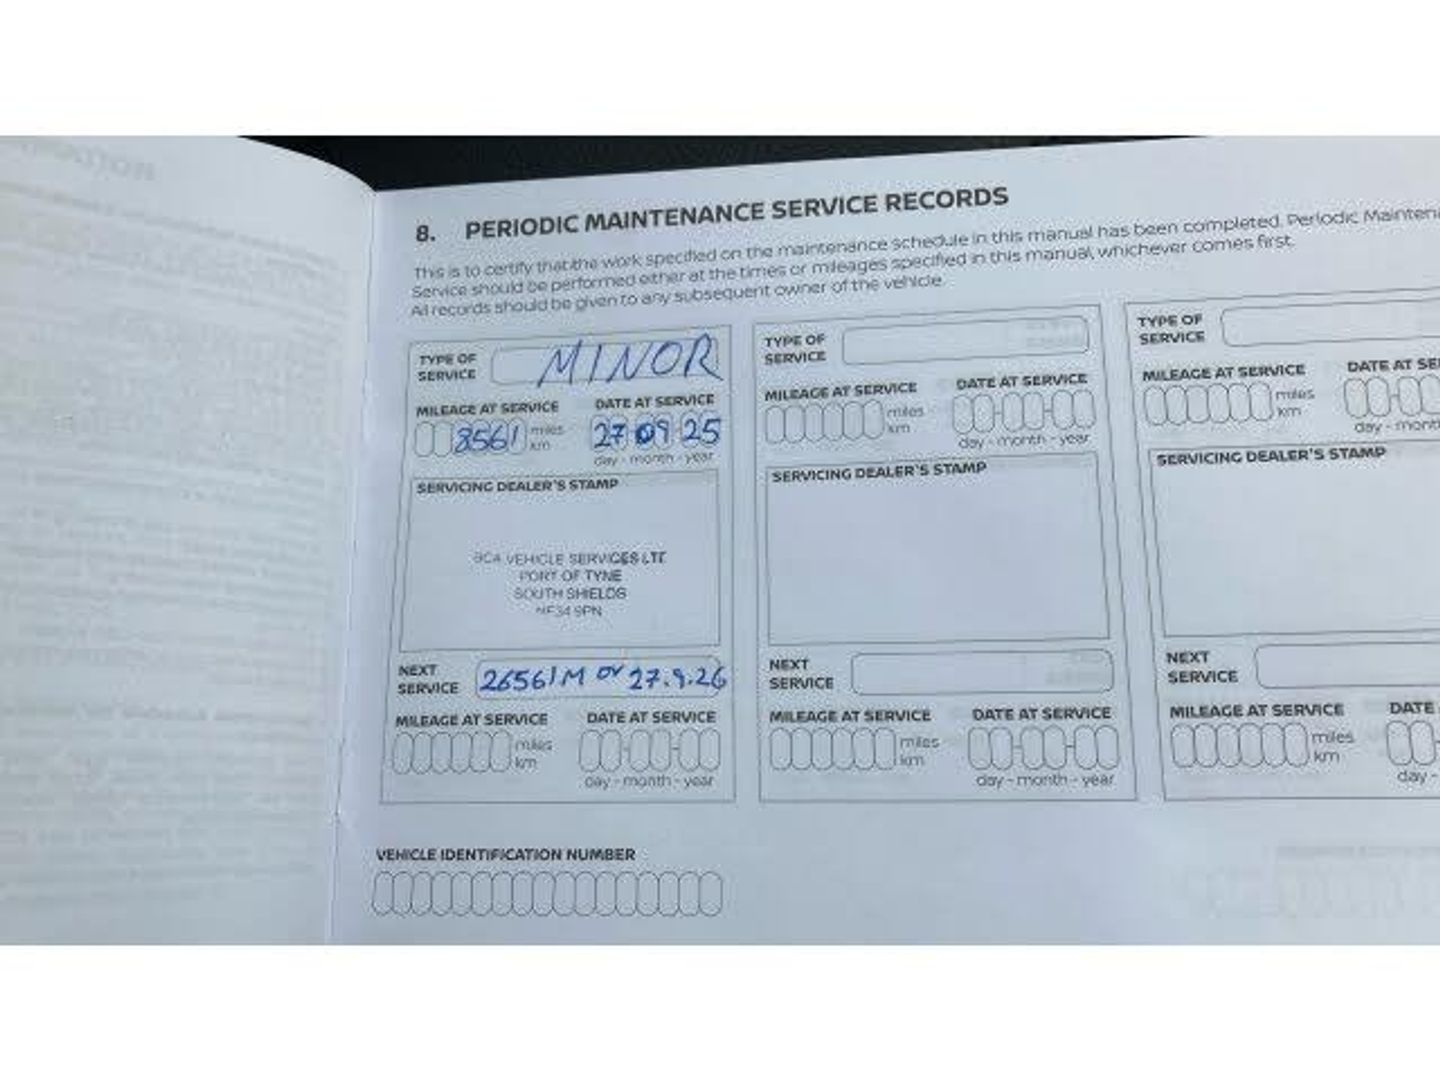 8. PERIODIC MAINTENANCE SERVICE RECORDS
This is to certify that the work specified on the maintenance schedule in this manual has been completed. Periodic
Service should be performed either at the times or mileages specified in this manual, whichever comes first.
All records should be given to any subsequent owner of the vehicle.
TYPE OF SERVICE MINOR
MILEAGE AT SERVICE DATE AT SERVICE
8561 miles km 27 09 25
day - month - year
SERVICING DEALER'S STAMP
BCA VEHICLE SERVICES LTE
PORT OF TYNE
SOUTH SHIELDS
NE34 9PN
NEXT SERVICE 26561M or 27.9.26
MILEAGE AT SERVICE DATE AT SERVICE
miles km
day - month - year
TYPE OF SERVICE
MILEAGE AT SERVICE DATE AT SERVICE
miles km
day - month - year
SERVICING DEALER'S STAMP
NEXT SERVICE
MILEAGE AT SERVICE DATE AT SERVICE
miles km
day - month - year
TYPE OF SERVICE
MILEAGE AT SERVICE DATE AT SE
miles km
day - mont
SERVICING DEALER'S STAMP
NEXT SERVICE
MILEAGE AT SERVICE DATE
miles km
day -
VEHICLE IDENTIFICATION NUMBER